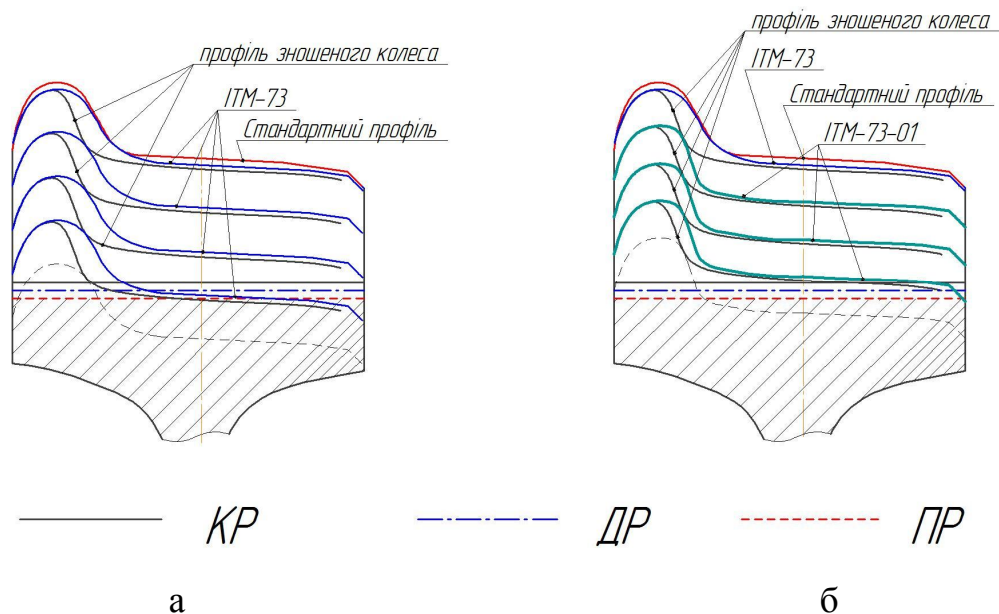 профіль зношеного колеса
ІТМ-73
Стандартний профіль
профіль зношеного колеса
ІТМ-73
Стандартний профіль
ІТМ-73-01
КР
ДР
ПР
а
б